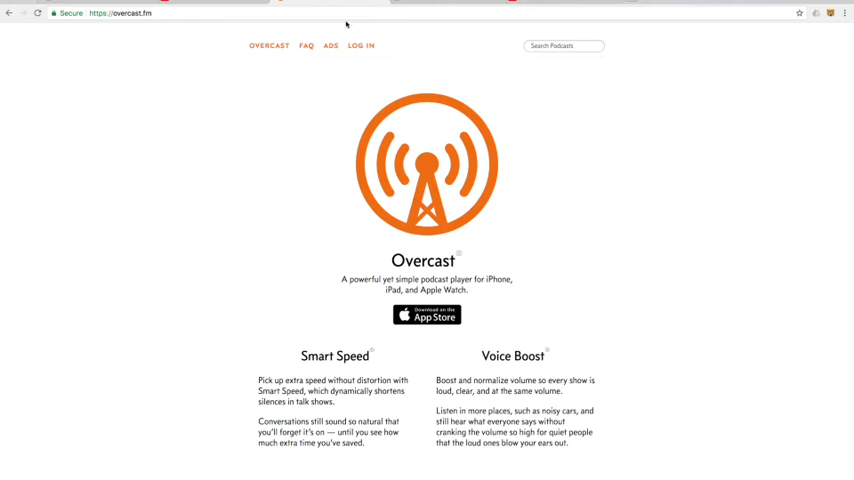 Secure https://overcast.fm
OVERCAST FAQ ADS LOG IN
Search Podcasts
Overcast®
A powerful yet simple podcast player for iPhone,
iPad, and Apple Watch.
Download on the
App Store
Smart Speed®
Pick up extra speed without distortion with
Smart Speed, which dynamically shortens
silences in talk shows.
Conversations still sound so natural that
you'll forget it's on — until you see how
much extra time you've saved.
Voice Boost®
Boost and normalize volume so every show is
loud, clear, and at the same volume.
Listen in more places, such as noisy cars, and
still hear what everyone says without
cranking the volume so high for quiet people
that the loud ones blow your ears out.